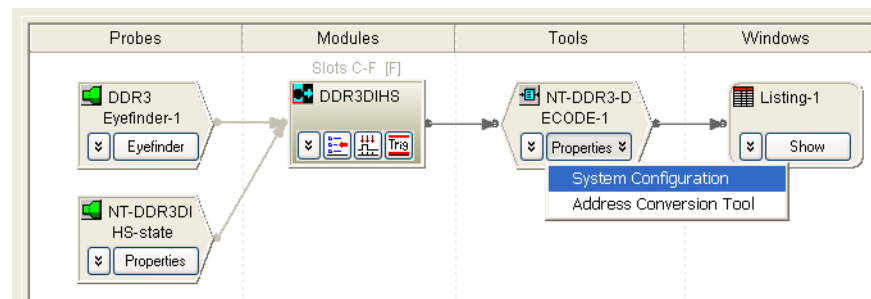 Probes
Modules
Tools
Windows
Slots C-F [F]
DDR3
Eyefinder-1
Eyefinder
DDR3DIHS
Trig
NT-DDR3-D
ECODE-1
Properties
Listing-1
Show
System Configuration
Address Conversion Tool
NT-DDR3DI
HS-state
Properties